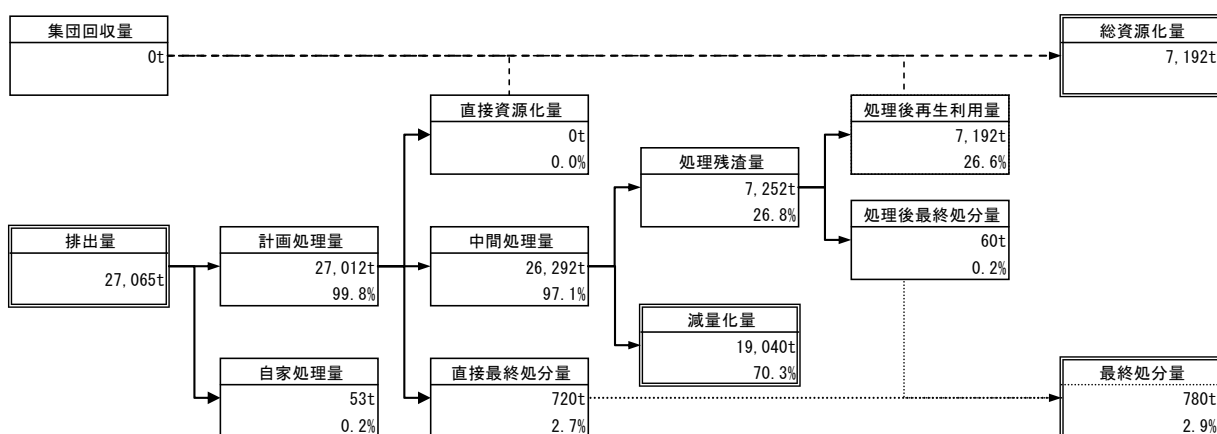 集団回収量
0t
総資源化量
7,192t
直接資源化量
0t
0.0%
処理後再生利用量
7,192t
26.6%
処理残渣量
7,252t
26.8%
処理後最終処分量
60t
0.2%
排出量
27,065t
計画処理量
27,012t
99.8%
中間処理量
26,292t
97.1%
減量化量
19,040t
70.3%
自家処理量
53t
0.2%
直接最終処分量
720t
2.7%
最終処分量
780t
2.9%